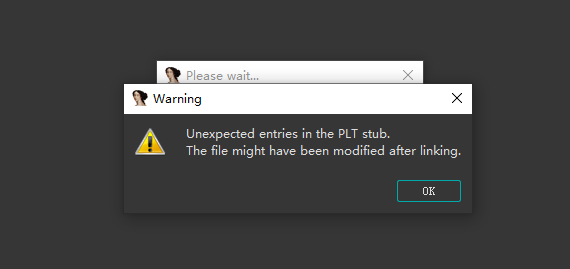 Please wait...
Warning
Unexpected entries in the PLT stub.
The file might have been modified after linking.
OK